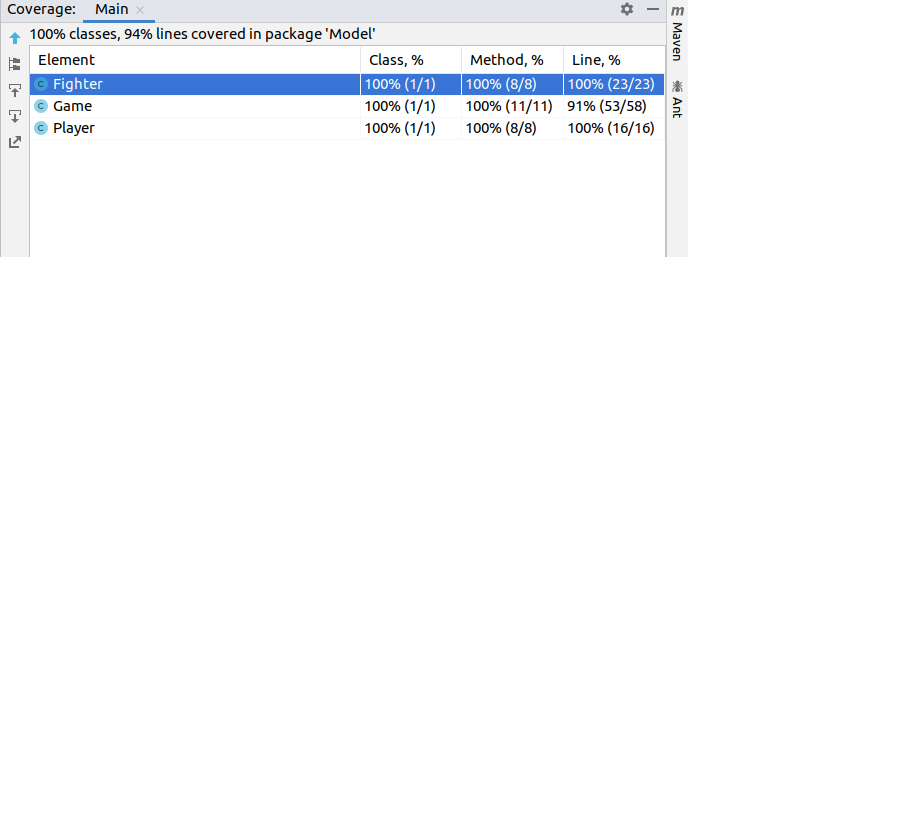 Coverage: Main
100% classes, 94% lines covered in package 'Model'
Element Class, % Method, % Line, %
Fighter 100% (1/1) 100% (8/8) 100% (23/23)
Game 100% (1/1) 100% (11/11) 91% (53/58)
Player 100% (1/1) 100% (8/8) 100% (16/16)
m Maven
Ant